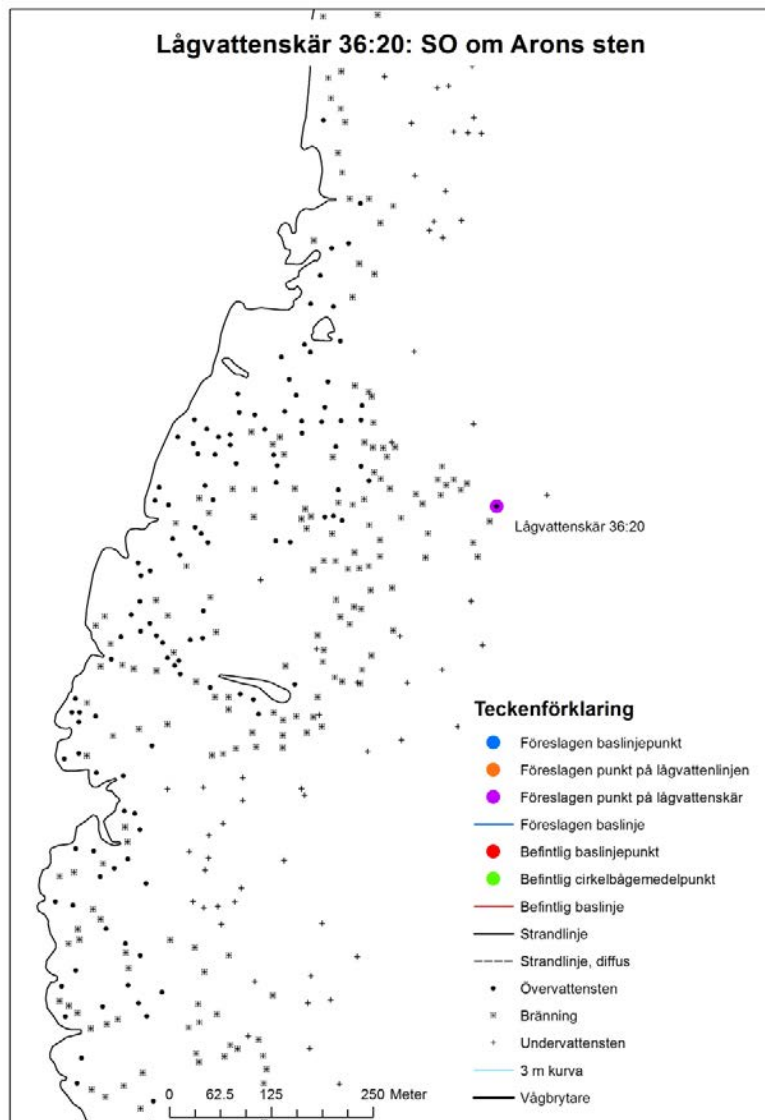 Lågvattenskär 36:20: SO om Arons sten
Lågvattenskär 36:20
Teckenförklaring
Föreslagen baslinjepunkt
Föreslagen punkt på lågvattenlinjen
Föreslagen punkt på lågvattenskär
Föreslagen baslinje
Befintlig baslinjepunkt
Befintlig cirkelbågemedelpunkt
Befintlig baslinje
Strandlinje
Strandlinje, diffus
Övervattensten
Bränning
Undervattensten
3 m kurva
Vågbrytare
0 62.5 125 250 Meter